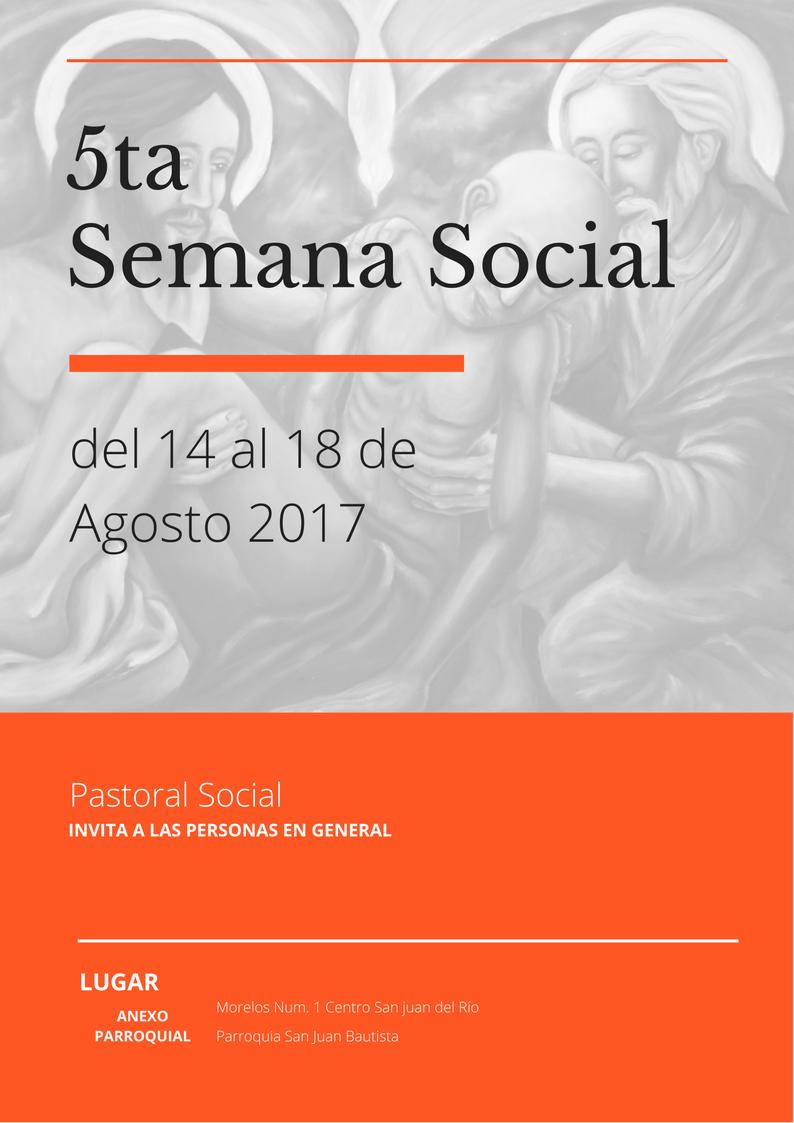 5ta
Semana Social
del 14 al 18 de
Agosto 2017
Pastoral Social
INVITA A LAS PERSONAS EN GENERAL
LUGAR
ANEXO
PARROQUIAL
Morelos Num. 1 Centro San juan del Río
Parroquia San Juan Bautista